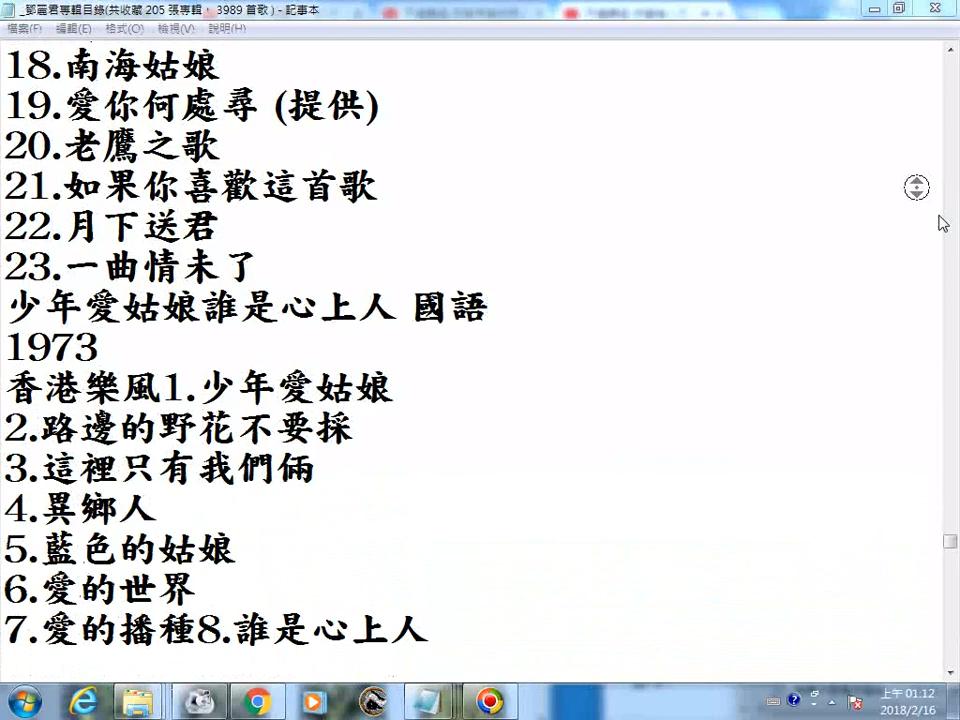 _鄧麗君專輯目錄(共收藏 205 張專輯， 3989 首歌 ) - 記事本
檔案(F) 編輯(E) 格式(O) 檢視(V) 說明(H)
18.南海姑娘
19.愛你何處尋 (提供)
20.老鷹之歌
21.如果你喜歡這首歌
22.月下送君
23.一曲情未了
少年愛姑娘誰是心上人 國語
1973
香港樂風1.少年愛姑娘
2.路邊的野花不要採
3.這裡只有我們倆
4.異鄉人
5.藍色的姑娘
6.愛的世界
7.愛的播種8.誰是心上人
上午 01:12
2018/2/16